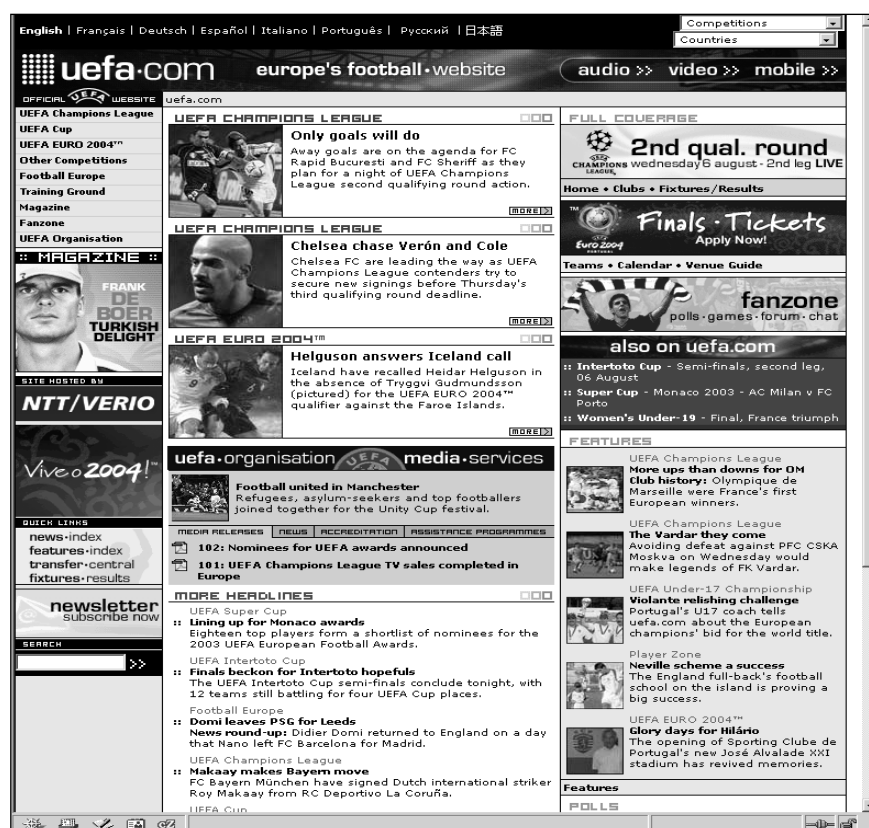 English | Français | Deutsch | Español | Italiano | Português | Русский | 日本語
Competitions
Countries
uefa.com europe's football·website
audio >> video >> mobile >>
OFFICIAL UEFA WEBSITE
uefa.com
UEFA Champions League
UEFA Cup
UEFA EURO 2004™
Other Competitions
Football Europe
Training Ground
Magazine
Fanzone
UEFA Organisation
:: MAGAZINE ::
FRANK
DE
BOER
TURKISH
DELIGHT
SITE HOSTED BY
NTT/VERIO
Vive o 2004!™
QUICK LINKS
news·index
features·index
transfer·central
fixtures·results
newsletter
subscribe now
SEARCH
>>
UEFA CHAMPIONS LEAGUE
Only goals will do
Away goals are on the agenda for FC
Rapid Bucuresti and FC Sheriff as they
plan for a night of UEFA Champions
League second qualifying round action.
MORE
UEFA CHAMPIONS LEAGUE
Chelsea chase Verón and Cole
Chelsea FC are leading the way as UEFA
Champions League contenders try to
secure new signings before Thursday's
third qualifying round deadline.
MORE
UEFA EURO 2004™
Helguson answers Iceland call
Iceland have recalled Heidar Helguson in
the absence of Tryggvi Gudmundsson
(pictured) for the UEFA EURO 2004™
qualifier against the Faroe Islands.
MORE
uefa·organisation UEFA media·services
Football united in Manchester
Refugees, asylum-seekers and top footballers
joined together for the Unity Cup festival.
MEDIA RELEASES NEWS ACCREDITATION ASSISTANCE PROGRAMMES
102: Nominees for UEFA awards announced
101: UEFA Champions League TV sales completed in
Europe
MORE HEADLINES
UEFA Super Cup
:: Lining up for Monaco awards
Eighteen top players form a shortlist of nominees for the
2003 UEFA European Football Awards.
UEFA Intertoto Cup
:: Finals beckon for Intertoto hopefuls
The UEFA Intertoto Cup semi-finals conclude tonight, with
12 teams still battling for four UEFA Cup places.
Football Europe
:: Domi leaves PSG for Leeds
News round-up: Didier Domi returned to England on a day
that Nano left FC Barcelona for Madrid.
UEFA Champions League
:: Makaay makes Bayern move
FC Bayern München have signed Dutch international striker
Roy Makaay from RC Deportivo La Coruña.
UEFA Cup
FULL COVERAGE
CHAMPIONS
LEAGUE
2nd qual. round
wednesday 6 august - 2nd leg LIVE
Home • Clubs • Fixtures/Results
Euro2004
PORTUGAL
Finals · Tickets
Apply Now!
Teams • Calendar • Venue Guide
fanzone
polls·games·forum·chat
also on uefa.com
:: Intertoto Cup - Semi-finals, second leg,
06 August
:: Super Cup - Monaco 2003 - AC Milan v FC
Porto
:: Women's Under-19 - Final, France triumph
FEATURES
UEFA Champions League
More ups than downs for OM
Club history: Olympique de
Marseille were France's first
European winners.
UEFA Champions League
The Vardar they come
Avoiding defeat against PFC CSKA
Moskva on Wednesday would
make legends of FK Vardar.
UEFA Under-17 Championship
Violante relishing challenge
Portugal's U17 coach tells
uefa.com about the European
champions' bid for the world title.
Player Zone
Neville scheme a success
The England full-back's football
school on the island is proving a
big success.
UEFA EURO 2004™
Glory days for Hilário
The opening of Sporting Clube de
Portugal's new José Alvalade XXI
stadium has revived memories.
Features
POLLS